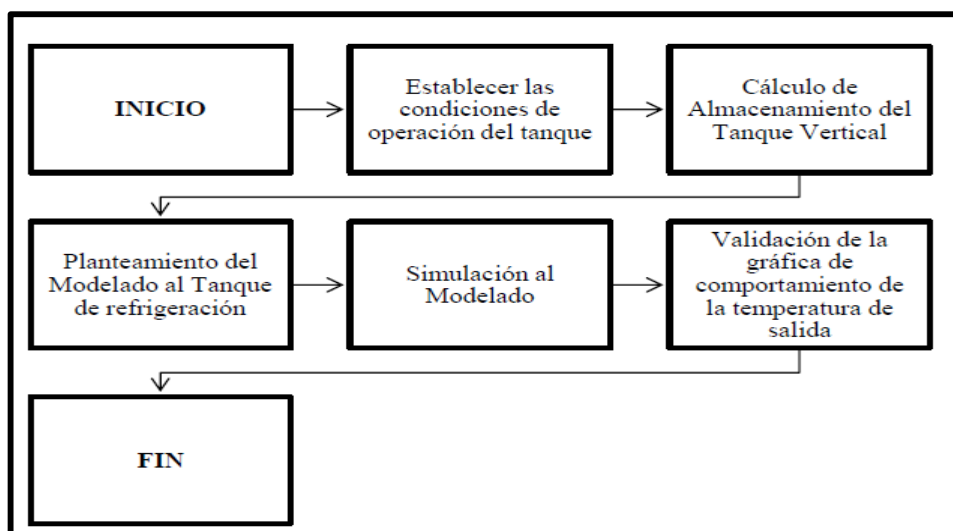 INICIO
Establecer las
condiciones de
operación del tanque
Cálculo de
Almacenamiento del
Tanque Vertical
Planteamiento del
Modelado al Tanque
de refrigeración
Simulación al
Modelado
Validación de la
gráfica de
comportamiento de
la temperatura de
salida
FIN